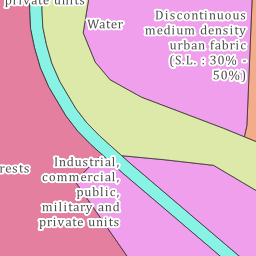 private units
Water
Discontinuous
medium density
urban fabric
(S.L. : 30% -
50%)
rests
Industrial,
commercial,
public,
military and
private units